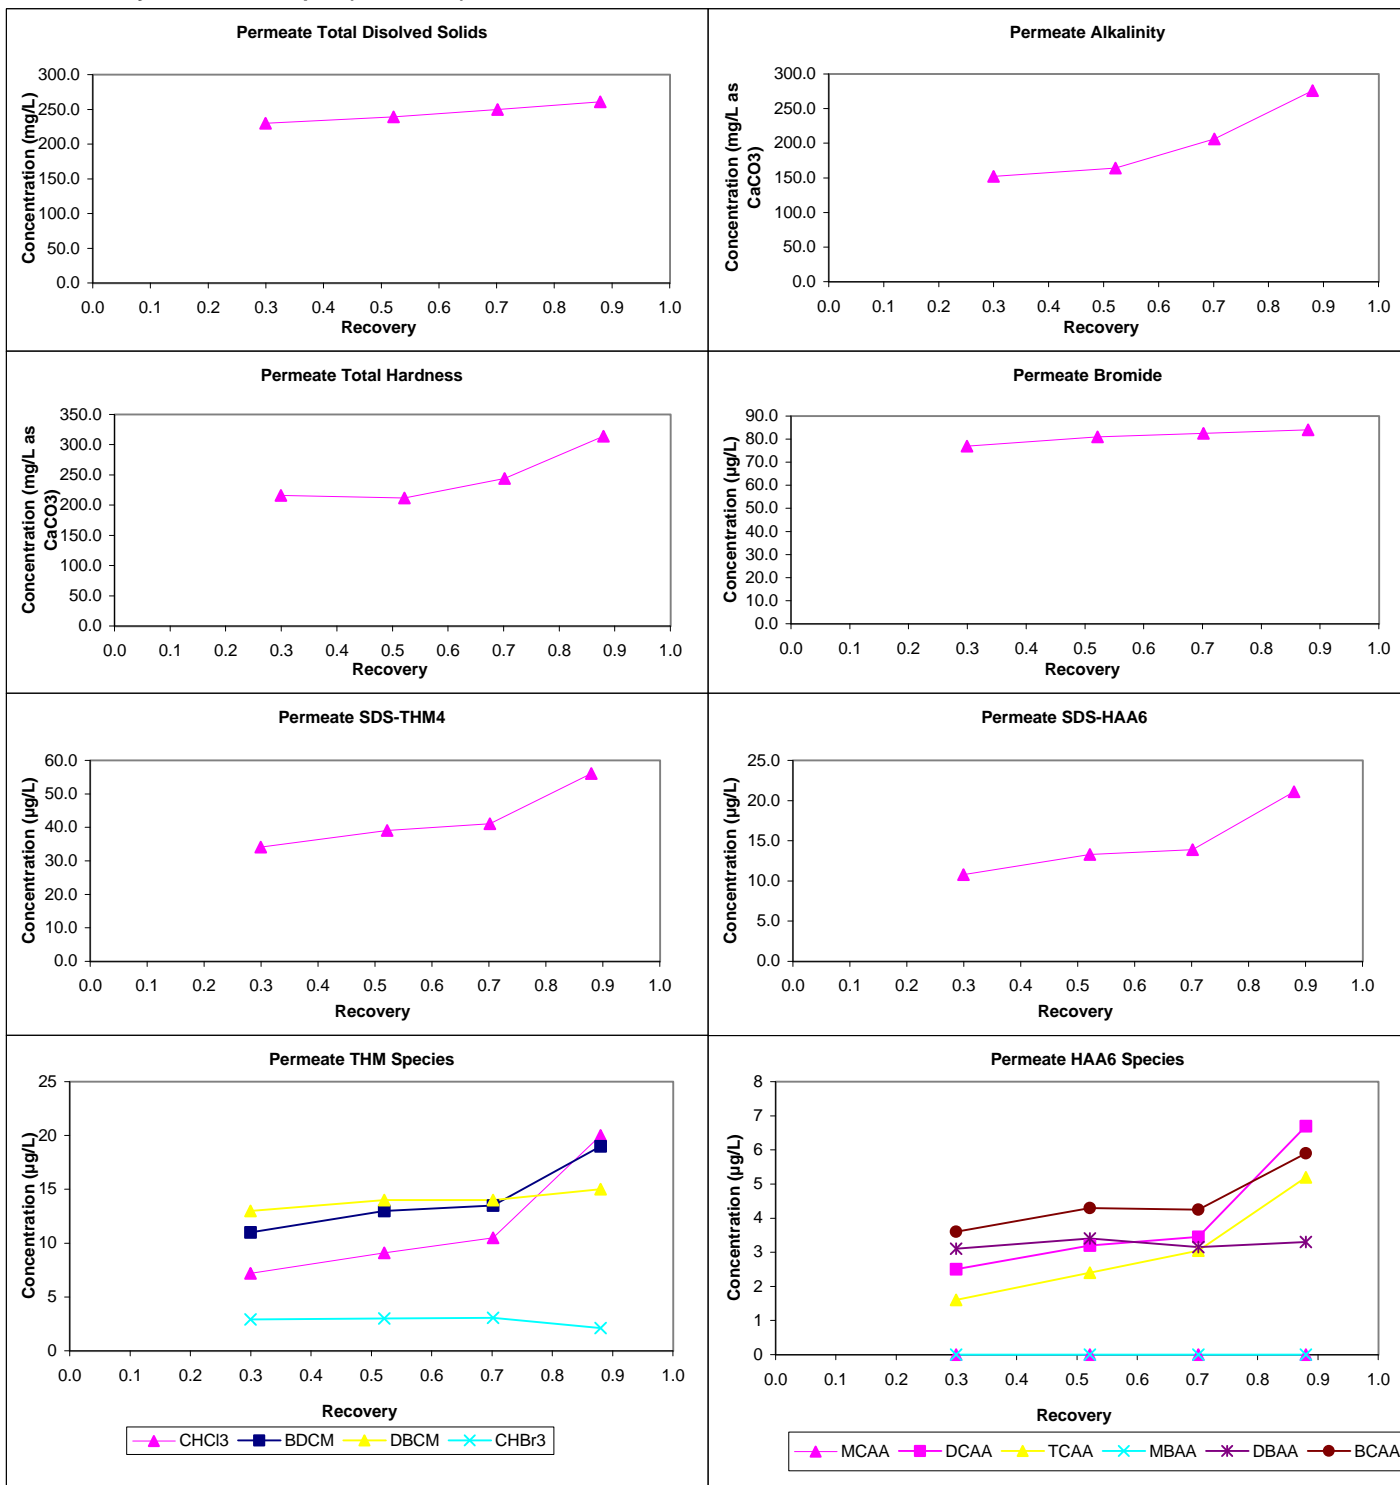 Permeate Total Disolved Solids
Concentration (mg/L)
300.0
250.0
200.0
150.0
100.0
50.0
0.0
0.0 0.1 0.2 0.3 0.4 0.5 0.6 0.7 0.8 0.9 1.0
Recovery
Permeate Alkalinity
Concentration (mg/L as
CaCO3)
300.0
250.0
200.0
150.0
100.0
50.0
0.0
0.0 0.1 0.2 0.3 0.4 0.5 0.6 0.7 0.8 0.9 1.0
Recovery
Permeate Total Hardness
Concentration (mg/L as
CaCO3)
350.0
300.0
250.0
200.0
150.0
100.0
50.0
0.0
0.0 0.1 0.2 0.3 0.4 0.5 0.6 0.7 0.8 0.9 1.0
Recovery
Permeate Bromide
Concentration (µg/L)
90.0
80.0
70.0
60.0
50.0
40.0
30.0
20.0
10.0
0.0
0.0 0.1 0.2 0.3 0.4 0.5 0.6 0.7 0.8 0.9 1.0
Recovery
Permeate SDS-THM4
Concentration (µg/L)
60.0
50.0
40.0
30.0
20.0
10.0
0.0
0.0 0.1 0.2 0.3 0.4 0.5 0.6 0.7 0.8 0.9 1.0
Recovery
Permeate SDS-HAA6
Concentration (µg/L)
25.0
20.0
15.0
10.0
5.0
0.0
0.0 0.1 0.2 0.3 0.4 0.5 0.6 0.7 0.8 0.9 1.0
Recovery
Permeate THM Species
Concentration (µg/L)
25
20
15
10
5
0
0.0 0.1 0.2 0.3 0.4 0.5 0.6 0.7 0.8 0.9 1.0
Recovery
CHCl3 BDCM DBCM CHBr3
Permeate HAA6 Species
Concentration (µg/L)
8
7
6
5
4
3
2
1
0
0.0 0.1 0.2 0.3 0.4 0.5 0.6 0.7 0.8 0.9 1.0
Recovery
MCAA DCAA TCAA MBAA DBAA BCAA